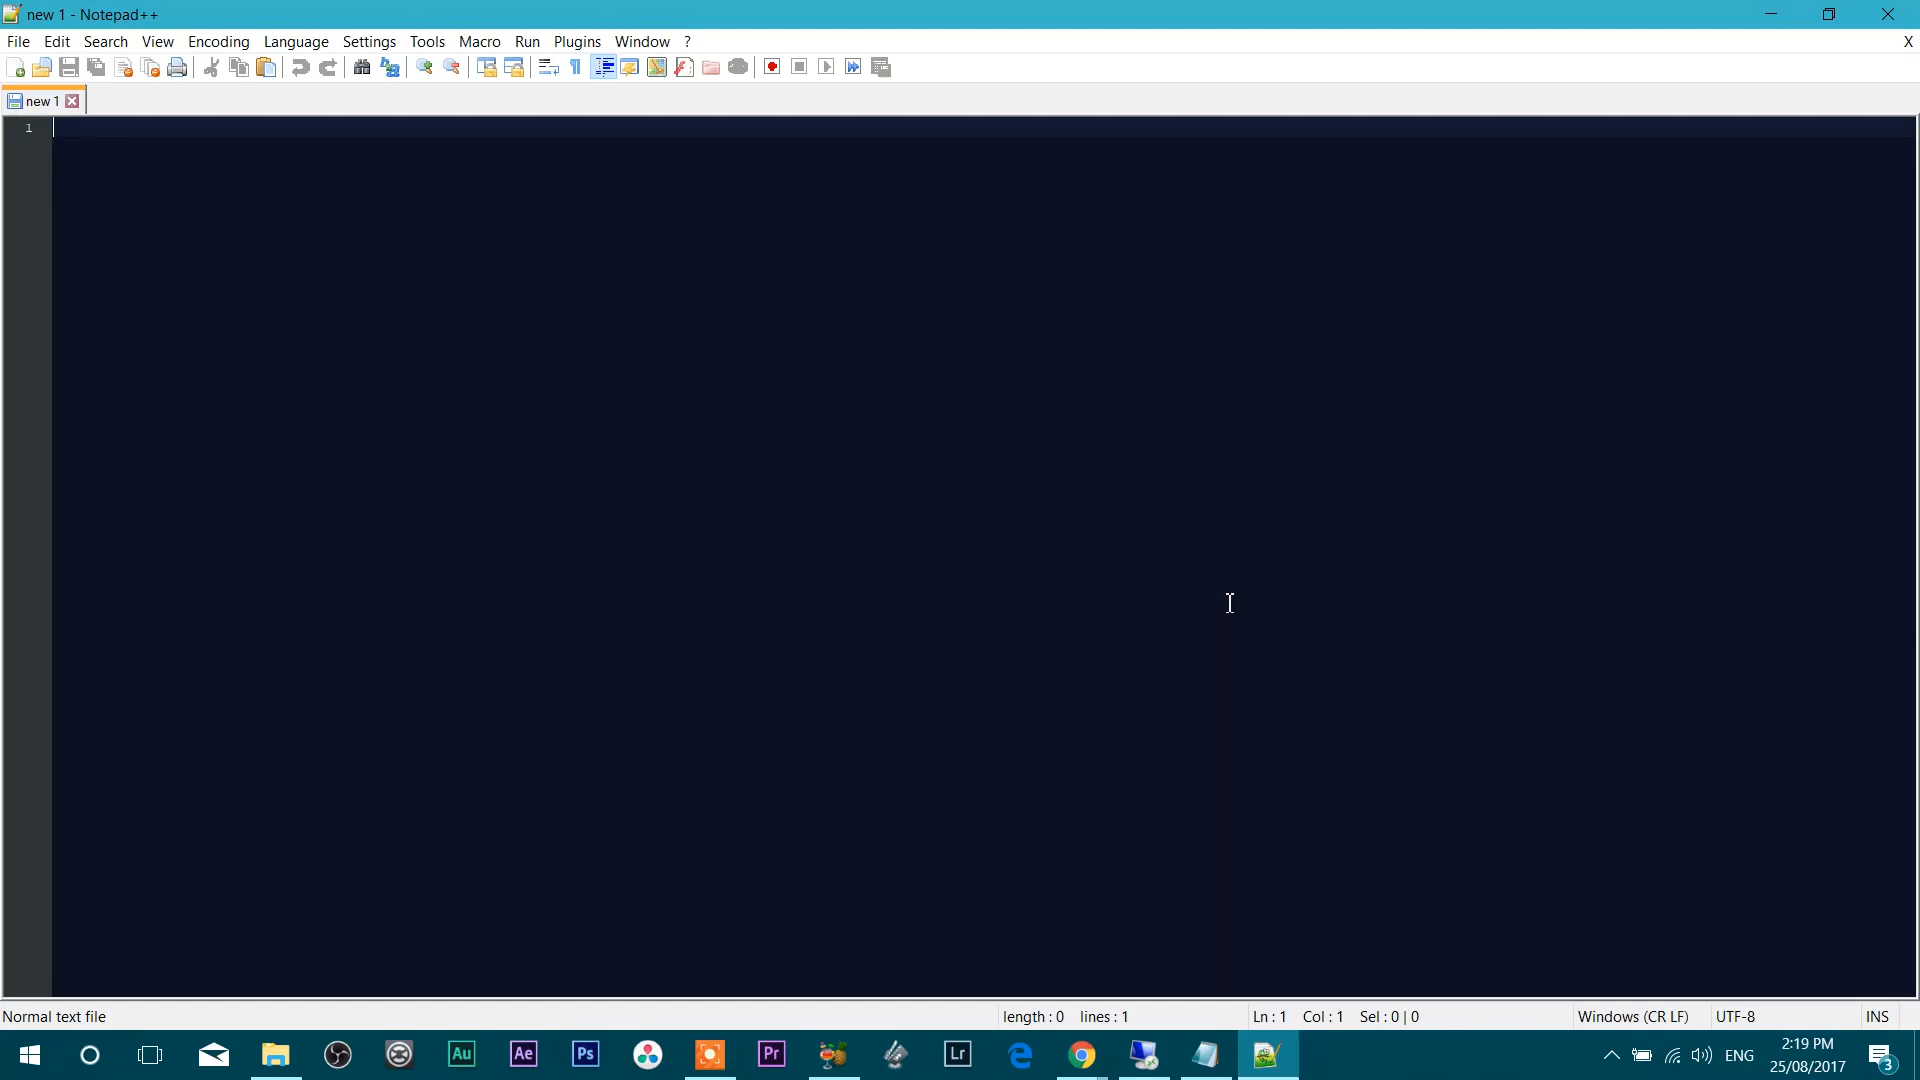 new 1 - Notepad++
File Edit Search View Encoding Language Settings Tools Macro Run Plugins Window ? X
new 1
1
Normal text file length : 0 lines : 1 Ln : 1 Col : 1 Sel : 0 | 0 Windows (CR LF) UTF-8 INS
Au Ae Ps Pr Lr ENG 2:19 PM
25/08/2017 3